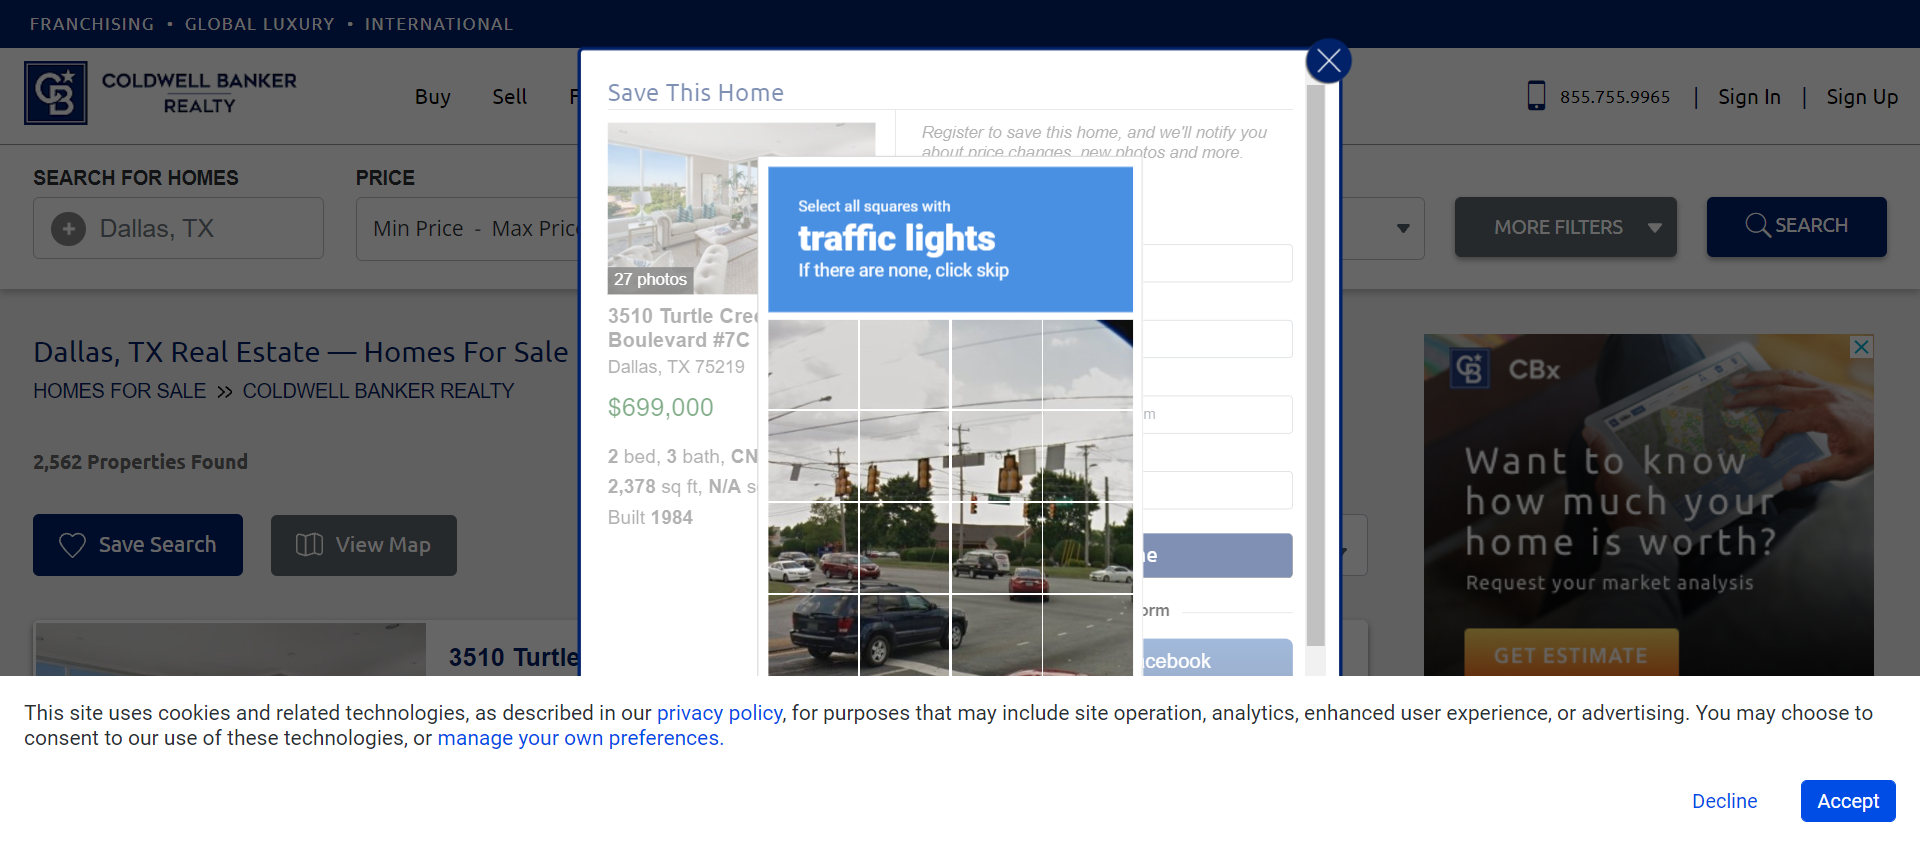 FRANCHISING • GLOBAL LUXURY • INTERNATIONAL
COLDWELL BANKER
REALTY
Buy
Sell
F
855.755.9965 | Sign In | Sign Up
SEARCH FOR HOMES
Dallas, TX
PRICE
Min Price - Max Pric
MORE FILTERS
SEARCH
Dallas, TX Real Estate — Homes For Sale
HOMES FOR SALE » COLDWELL BANKER REALTY
2,562 Properties Found
Save Search
View Map
3510 Turtle
Save This Home
27 photos
3510 Turtle Cree
Boulevard #7C
Dallas, TX 75219
$699,000
2 bed, 3 bath, CN
2,378 sq ft, N/A s
Built 1984
Register to save this home, and we'll notify you
about price changes, new photos and more.
Select all squares with
traffic lights
If there are none, click skip
m
e
orm
acebook
CB
CBx
Want to know
how much your
home is worth?
Request your market analysis
GET ESTIMATE
This site uses cookies and related technologies, as described in our privacy policy, for purposes that may include site operation, analytics, enhanced user experience, or advertising. You may choose to
consent to our use of these technologies, or manage your own preferences.
Decline
Accept